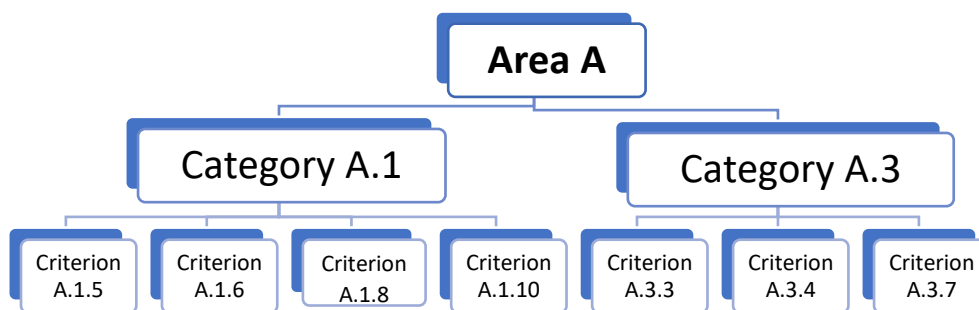 Area A
Category A.1
Category A.3
Criterion
A.1.5
Criterion
A.1.6
Criterion
A.1.8
Criterion
A.1.10
Criterion
A.3.3
Criterion
A.3.4
Criterion
A.3.7